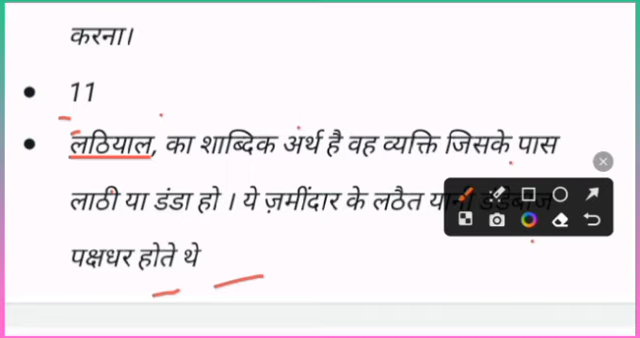 करना।
11
लठियाल, का शाब्दिक अर्थ है वह व्यक्ति जिसके पास
लाठी या डंडा हो । ये ज़मींदार के लठैत यानी डंडेबाज
पक्षधर होते थे